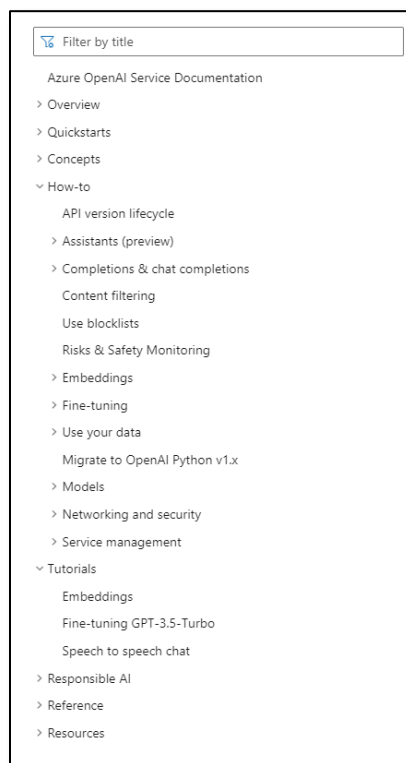 Filter by title
Azure OpenAI Service Documentation
Overview
Quickstarts
Concepts
How-to
API version lifecycle
Assistants (preview)
Completions & chat completions
Content filtering
Use blocklists
Risks & Safety Monitoring
Embeddings
Fine-tuning
Use your data
Migrate to OpenAI Python v1.x
Models
Networking and security
Service management
Tutorials
Embeddings
Fine-tuning GPT-3.5-Turbo
Speech to speech chat
Responsible AI
Reference
Resources